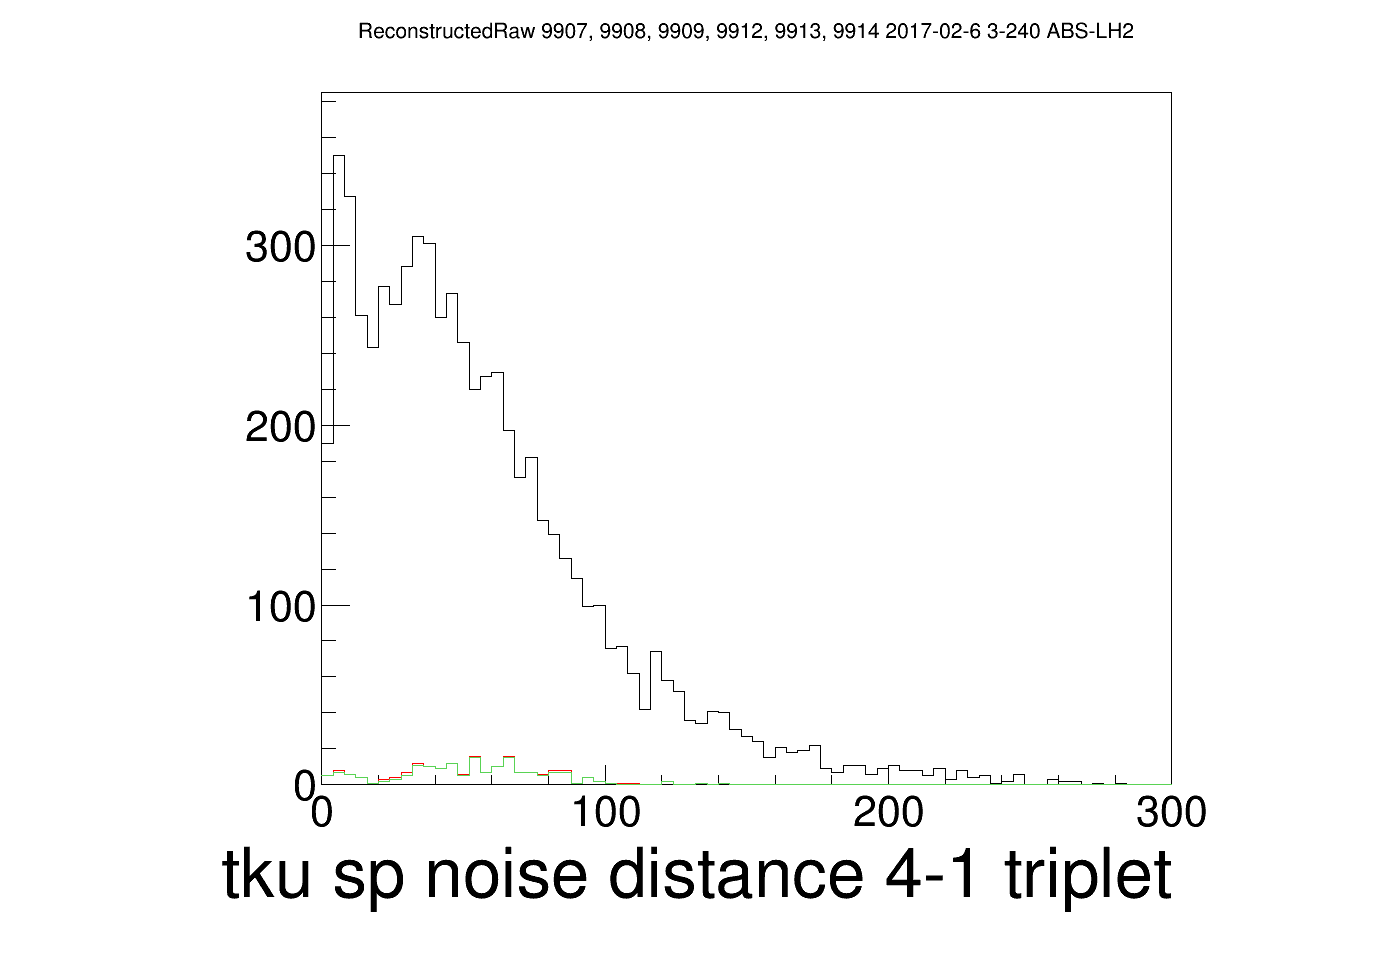 ReconstructedRaw 9907, 9908, 9909, 9912, 9913, 9914 2017-02-6 3-240 ABS-LH2
300
200
100
0
0 100 200 300
tku sp noise distance 4-1 triplet